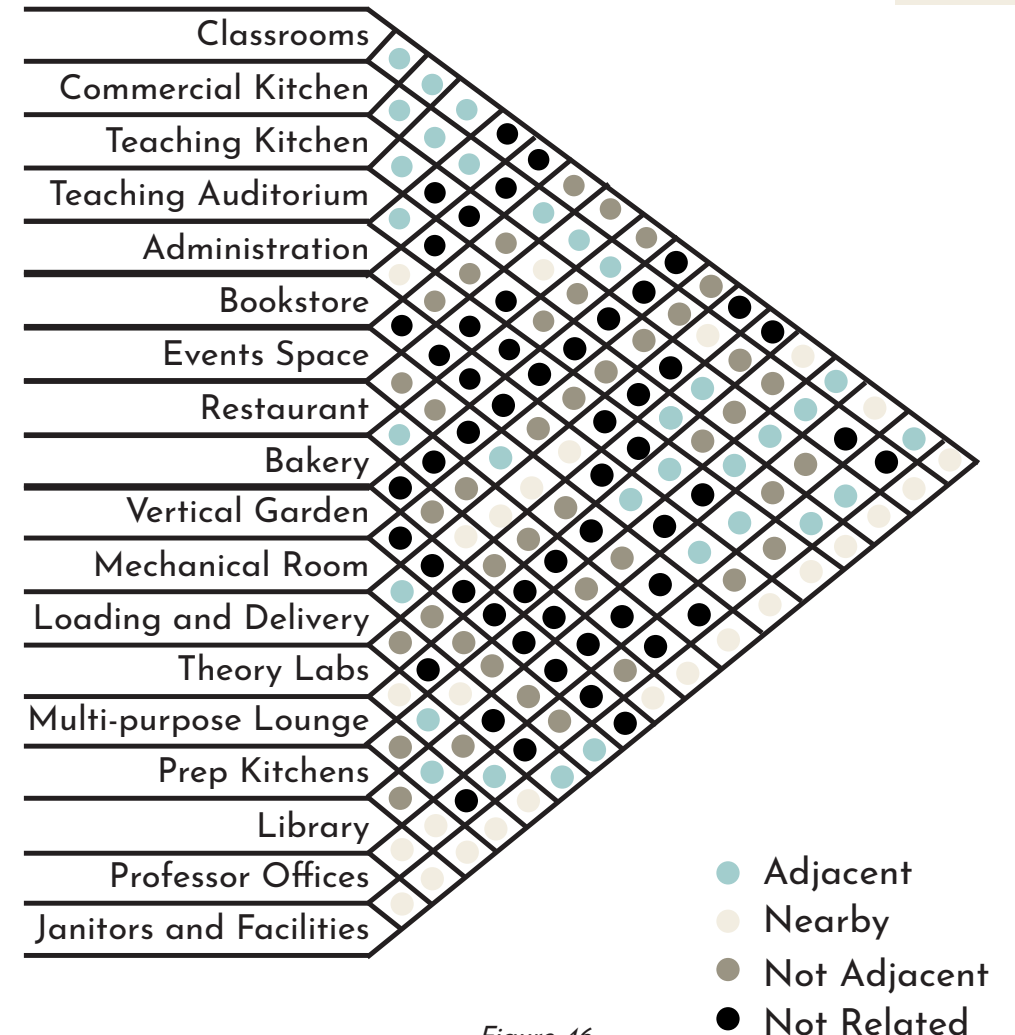 Classrooms
Commercial Kitchen
Teaching Kitchen
Teaching Auditorium
Administration
Bookstore
Events Space
Restaurant
Bakery
Vertical Garden
Mechanical Room
Loading and Delivery
Theory Labs
Multi-purpose Lounge
Prep Kitchens
Library
Professor Offices
Janitors and Facilities
Adjacent
Nearby
Not Adjacent
Not Related
Figure 46